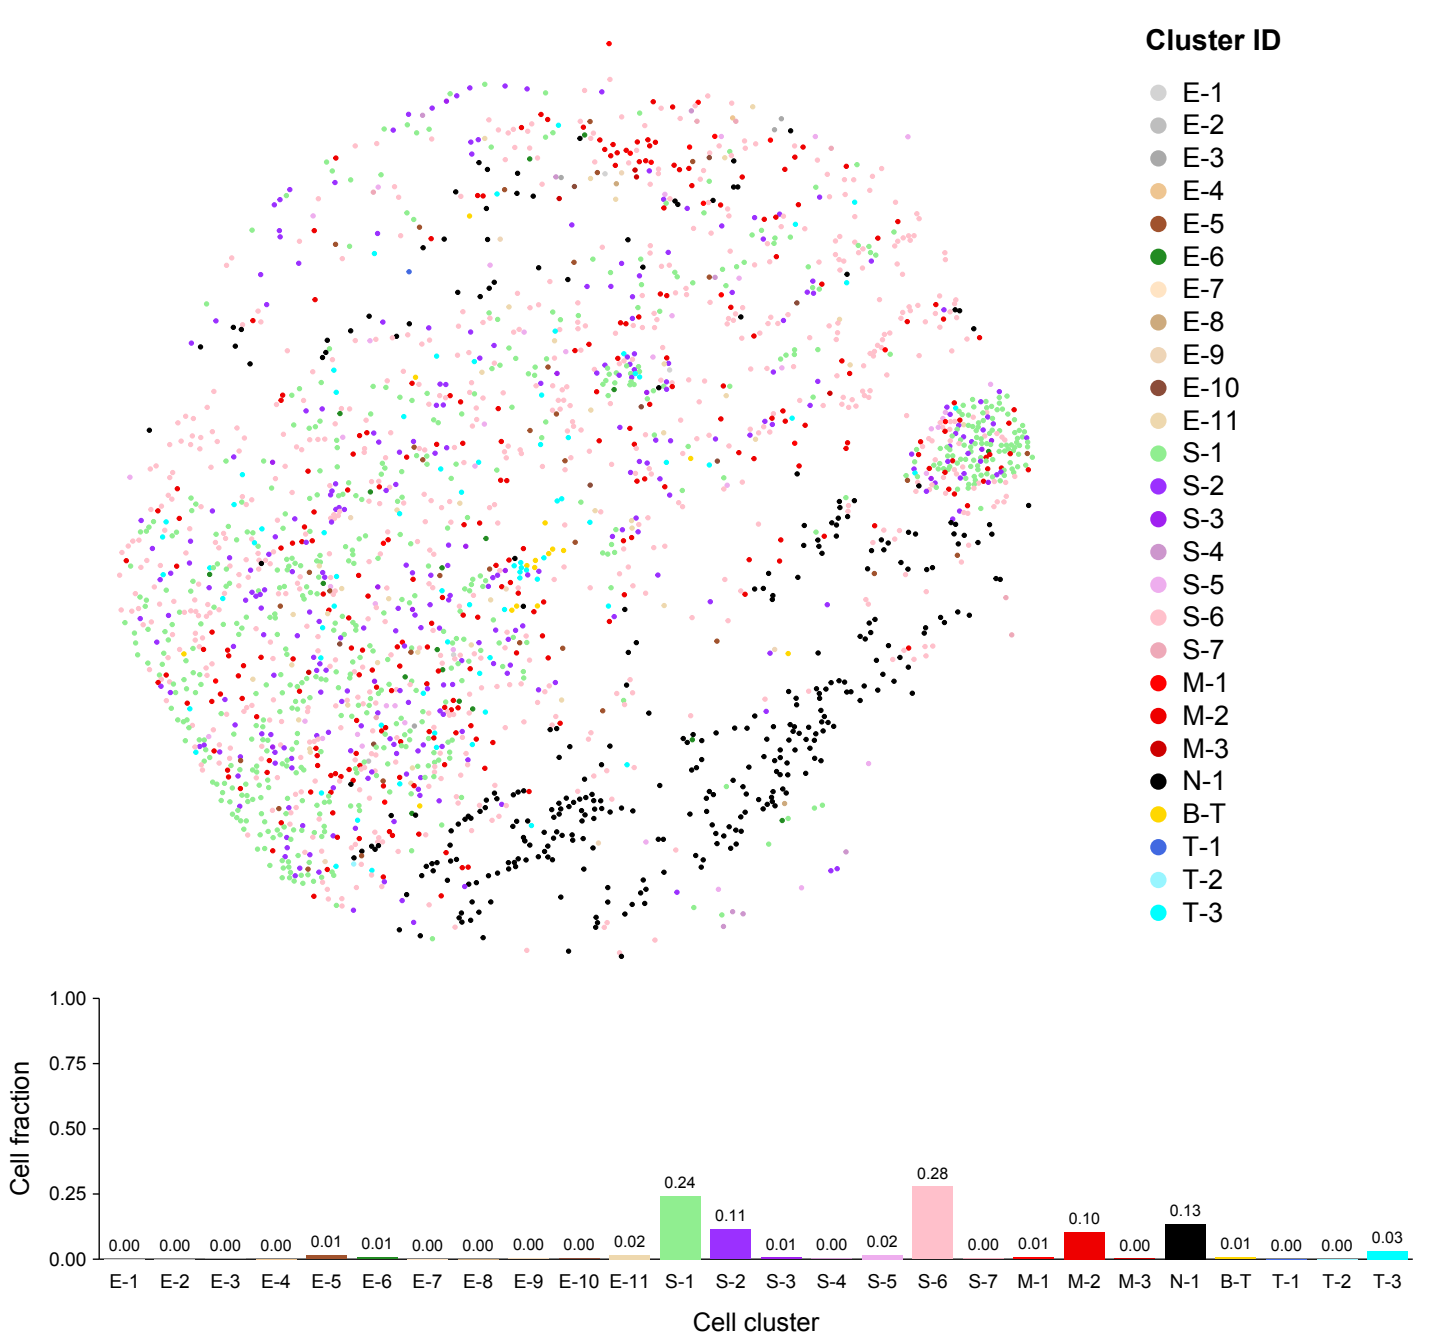 Cluster ID
E-1
E-2
E-3
E-4
E-5
E-6
E-7
E-8
E-9
E-10
E-11
S-1
S-2
S-3
S-4
S-5
S-6
S-7
M-1
M-2
M-3
N-1
B-T
T-1
T-2
T-3
1.00
0.75
0.50
0.25
0.00
Cell fraction
0.00 0.00 0.00 0.00 0.01 0.01 0.00 0.00 0.00 0.00 0.02 0.24 0.11 0.01 0.00 0.02 0.28 0.00 0.01 0.10 0.00 0.13 0.01 0.00 0.00 0.03
E-1 E-2 E-3 E-4 E-5 E-6 E-7 E-8 E-9 E-10 E-11 S-1 S-2 S-3 S-4 S-5 S-6 S-7 M-1 M-2 M-3 N-1 B-T T-1 T-2 T-3
Cell cluster